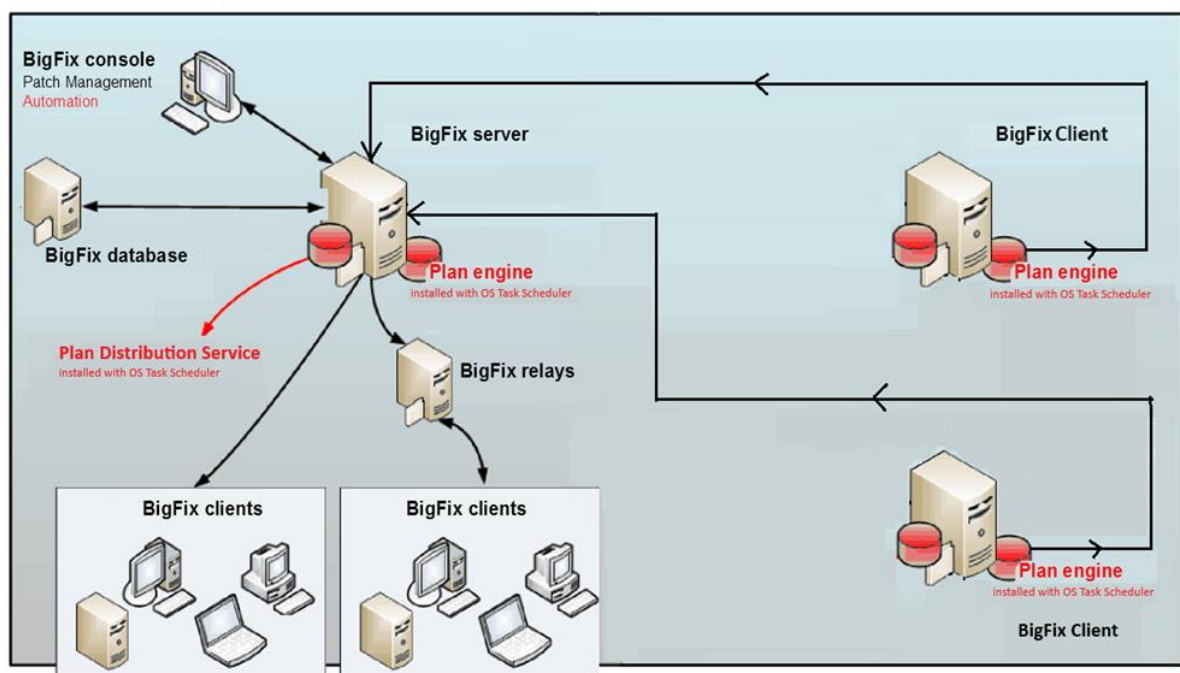 BigFix console
Patch Management
Automation
BigFix server
BigFix Client
BigFix database
Plan engine
installed with OS Task Scheduler
Plan engine
installed with OS Task Scheduler
Plan Distribution Service
installed with OS Task Scheduler
BigFix relays
BigFix clients
BigFix clients
Plan engine
installed with OS Task Scheduler
BigFix Client